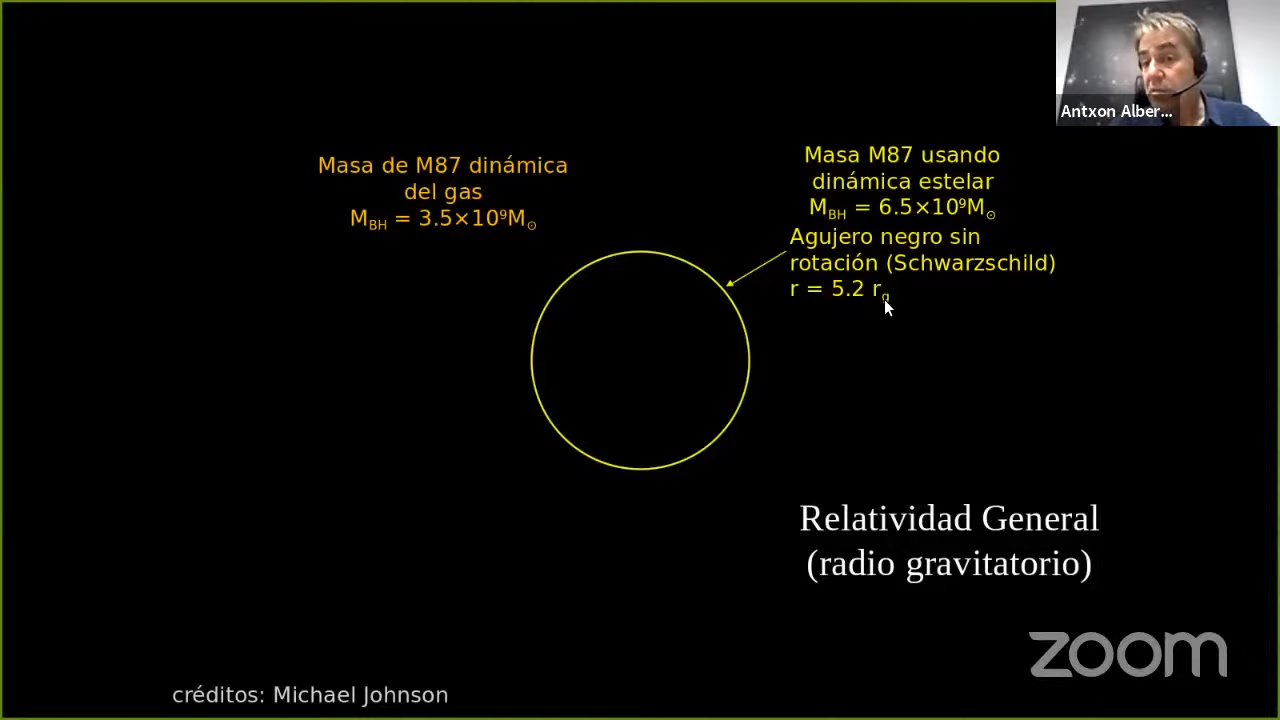 Antxon Alber...
Masa de M87 dinámica
del gas
M_BH = 3.5×10⁹M_⊙
Masa M87 usando
dinámica estelar
M_BH = 6.5×10⁹M_⊙
Agujero negro sin
rotación (Schwarzschild)
r = 5.2 r_g
Relatividad General
(radio gravitatorio)
zoom
créditos: Michael Johnson